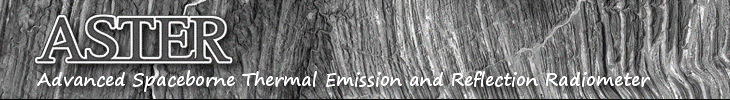 ASTER
Advanced Spaceborne Thermal Emission and Reflection Radiometer